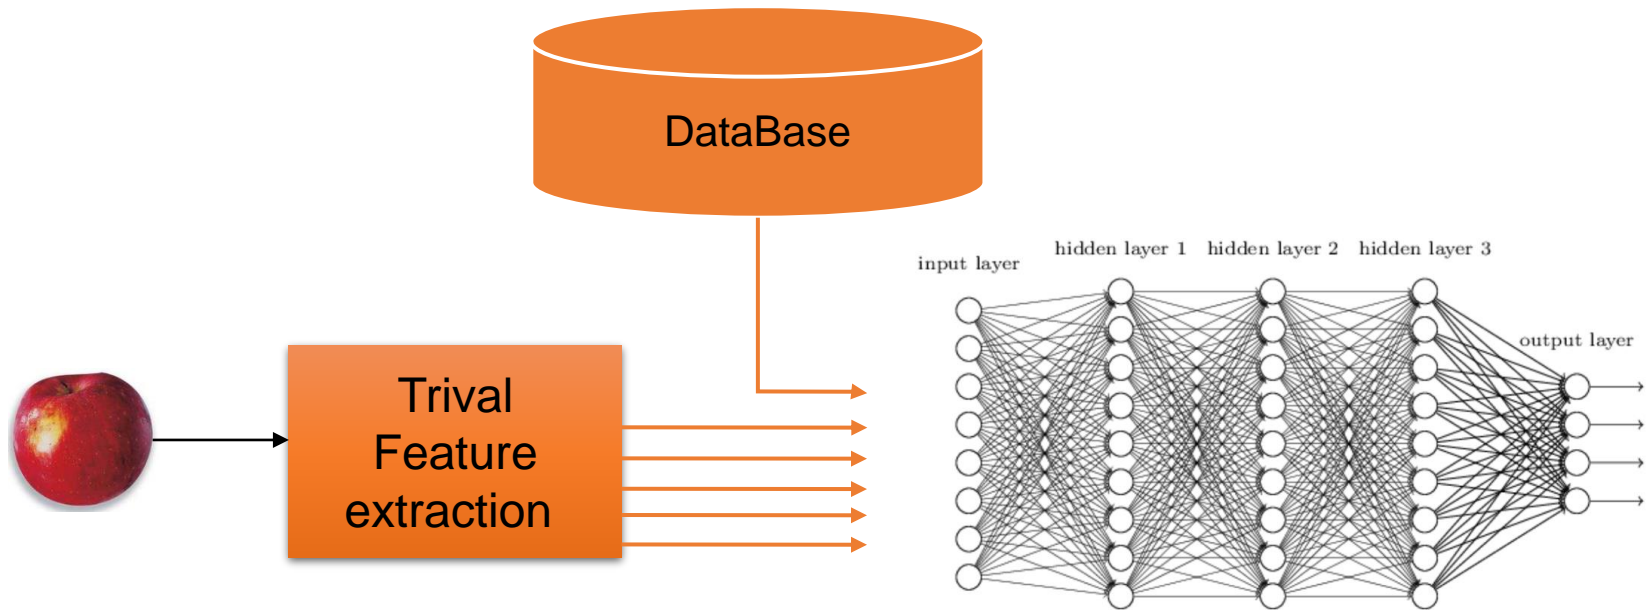 DataBase
hidden layer 1 hidden layer 2 hidden layer 3
input layer
output layer
Trival
Feature
extraction